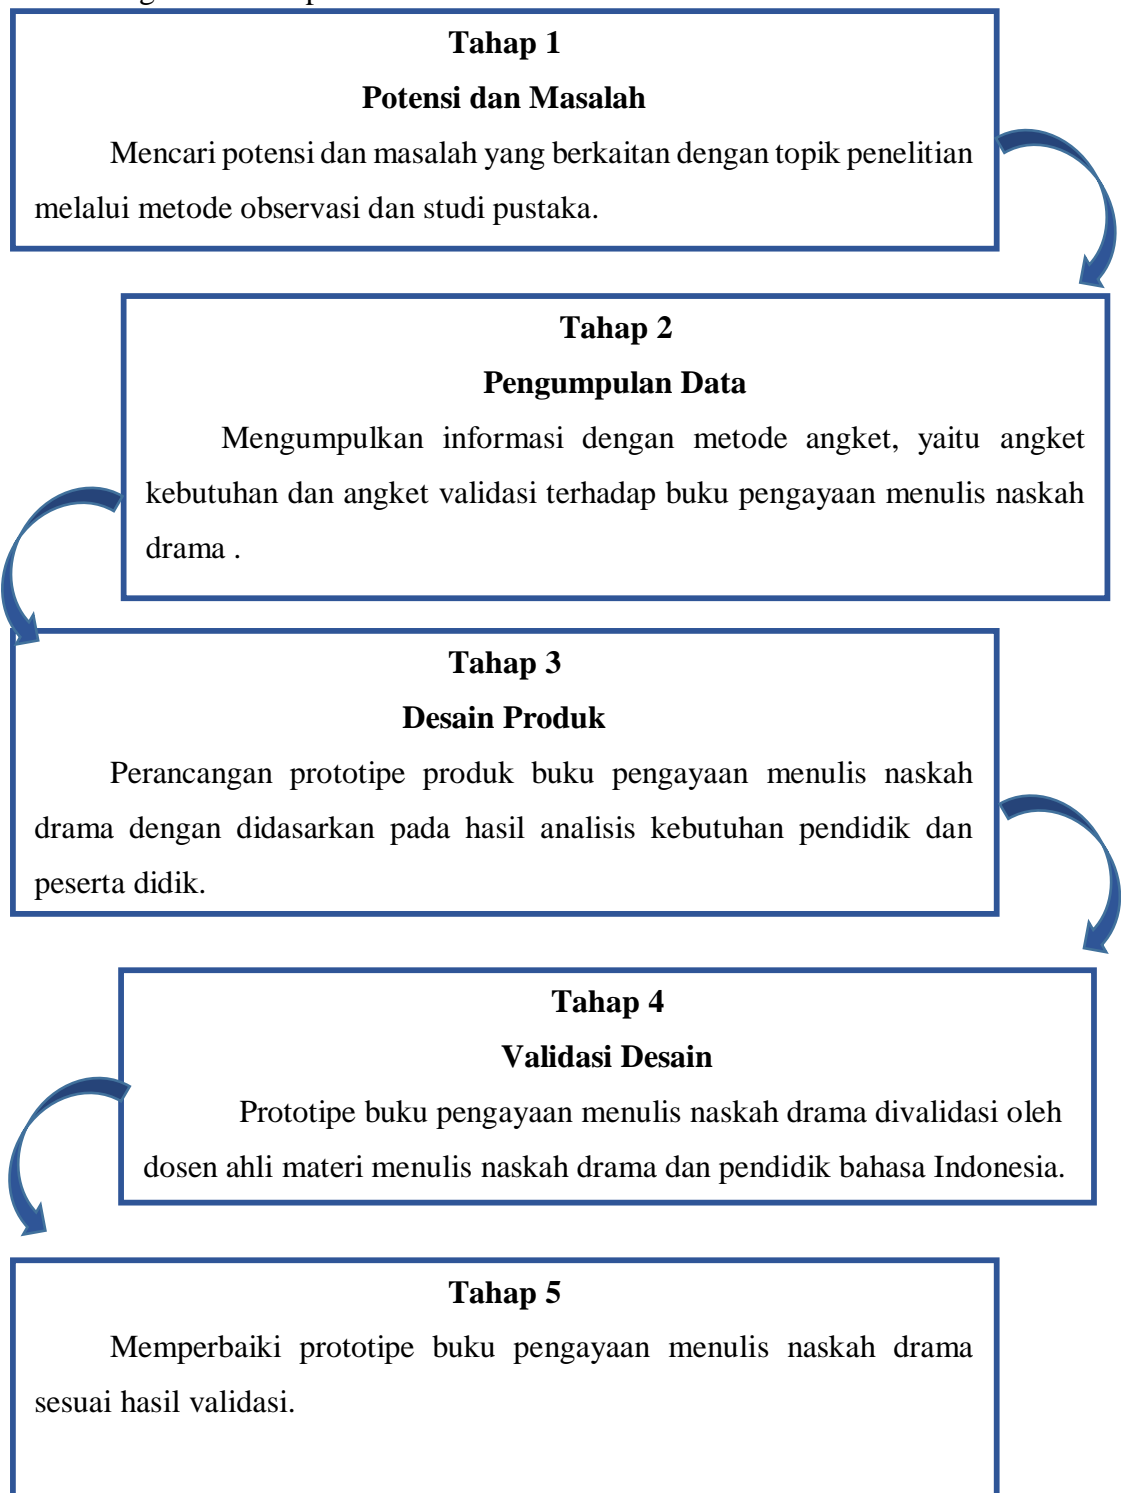 Tahap 1
Potensi dan Masalah
Mencari potensi dan masalah yang berkaitan dengan topik penelitian
melalui metode observasi dan studi pustaka.
Tahap 2
Pengumpulan Data
Mengumpulkan informasi dengan metode angket, yaitu angket
kebutuhan dan angket validasi terhadap buku pengayaan menulis naskah
drama .
Tahap 3
Desain Produk
Perancangan prototipe produk buku pengayaan menulis naskah
drama dengan didasarkan pada hasil analisis kebutuhan pendidik dan
peserta didik.
Tahap 4
Validasi Desain
Prototipe buku pengayaan menulis naskah drama divalidasi oleh
dosen ahli materi menulis naskah drama dan pendidik bahasa Indonesia.
Tahap 5
Memperbaiki prototipe buku pengayaan menulis naskah drama
sesuai hasil validasi.